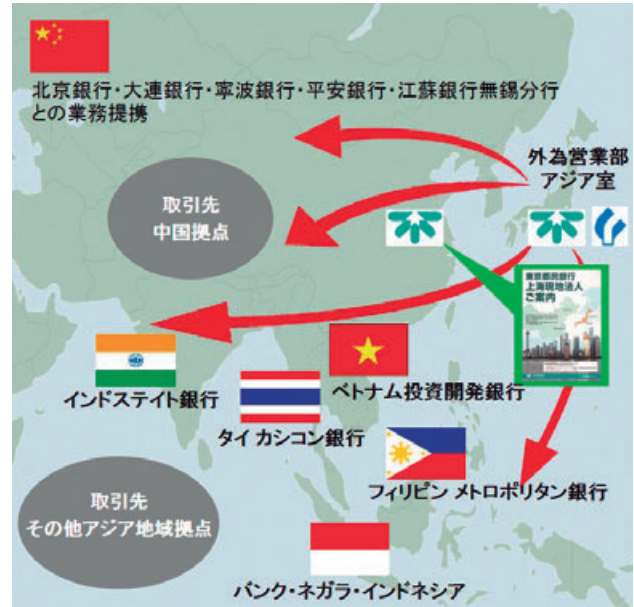 北京銀行・大連銀行・寧波銀行・平安銀行・江蘇銀行無錫分行
との業務提携
外為営業部
アジア室
取引先
中国拠点
東京都民銀行
上海現地法人
ご案内
インドステイト銀行
ベトナム投資開発銀行
タイ カシコン銀行
フィリピン メトロポリタン銀行
取引先
その他アジア地域拠点
バンク・ネガラ・インドネシア